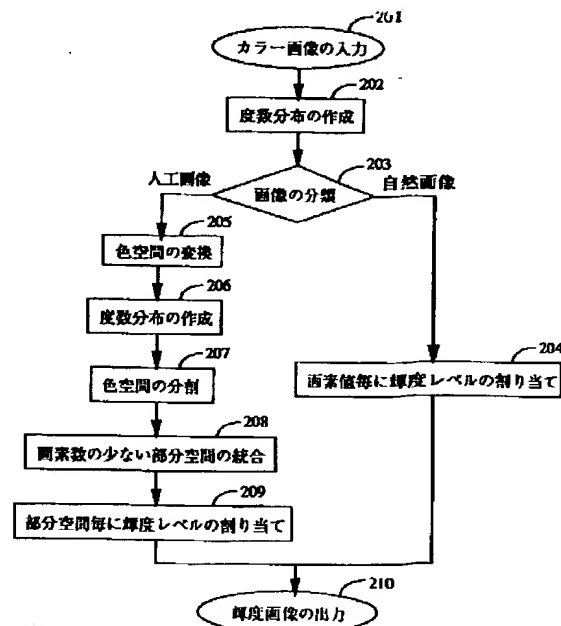 201
カラー画像の入力
202
度数分布の作成
203
画像の分類
人工画像
自然画像
205
色空間の変換
206
度数分布の作成
207
色空間の分割
204
画素値毎に輝度レベルの割り当て
208
画素数の少ない部分空間の統合
209
部分空間毎に輝度レベルの割り当て
210
輝度画像の出力